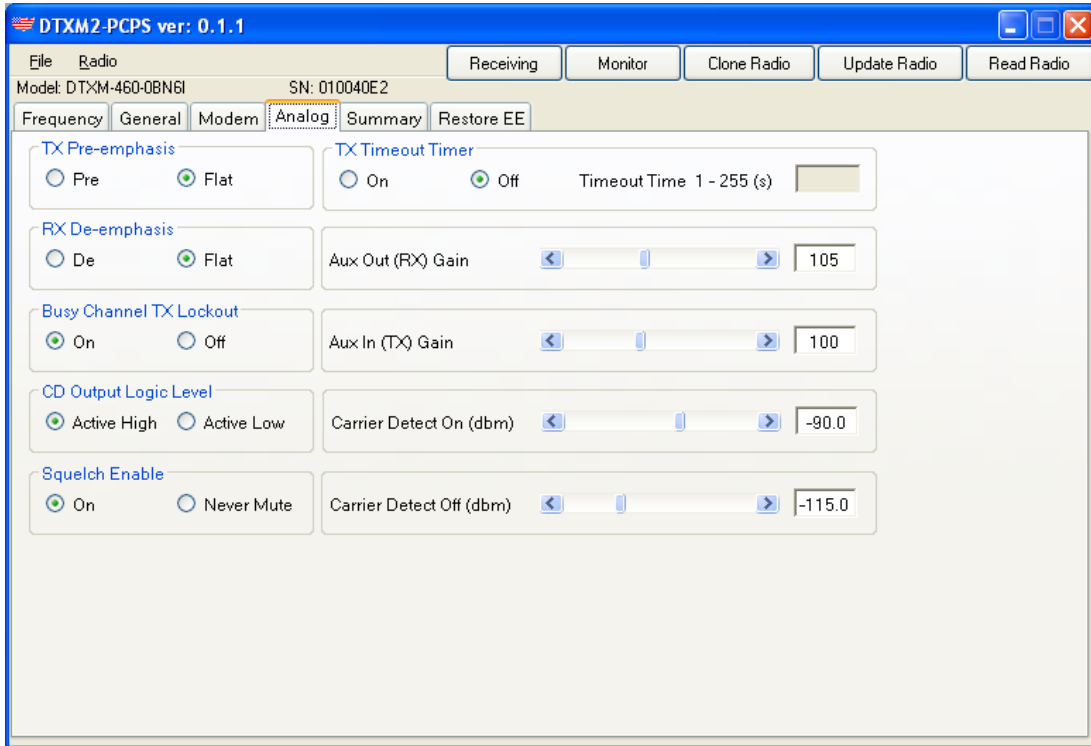 DTXM2-PCPS ver: 0.1.1
File Radio Receiving Monitor Clone Radio Update Radio Read Radio
Model: DTXM-460-0BN6I SN: 010040E2
Frequency General Modem Analog Summary Restore EE
TX Pre-emphasis TX Timeout Timer
Pre Flat On Off Timeout Time 1 - 255 (s)
RX De-emphasis
De Flat Aux Out (RX) Gain 105
Busy Channel TX Lockout
On Off Aux In (TX) Gain 100
CD Output Logic Level
Active High Active Low Carrier Detect On (dbm) -90.0
Squelch Enable
On Never Mute Carrier Detect Off (dbm) -115.0